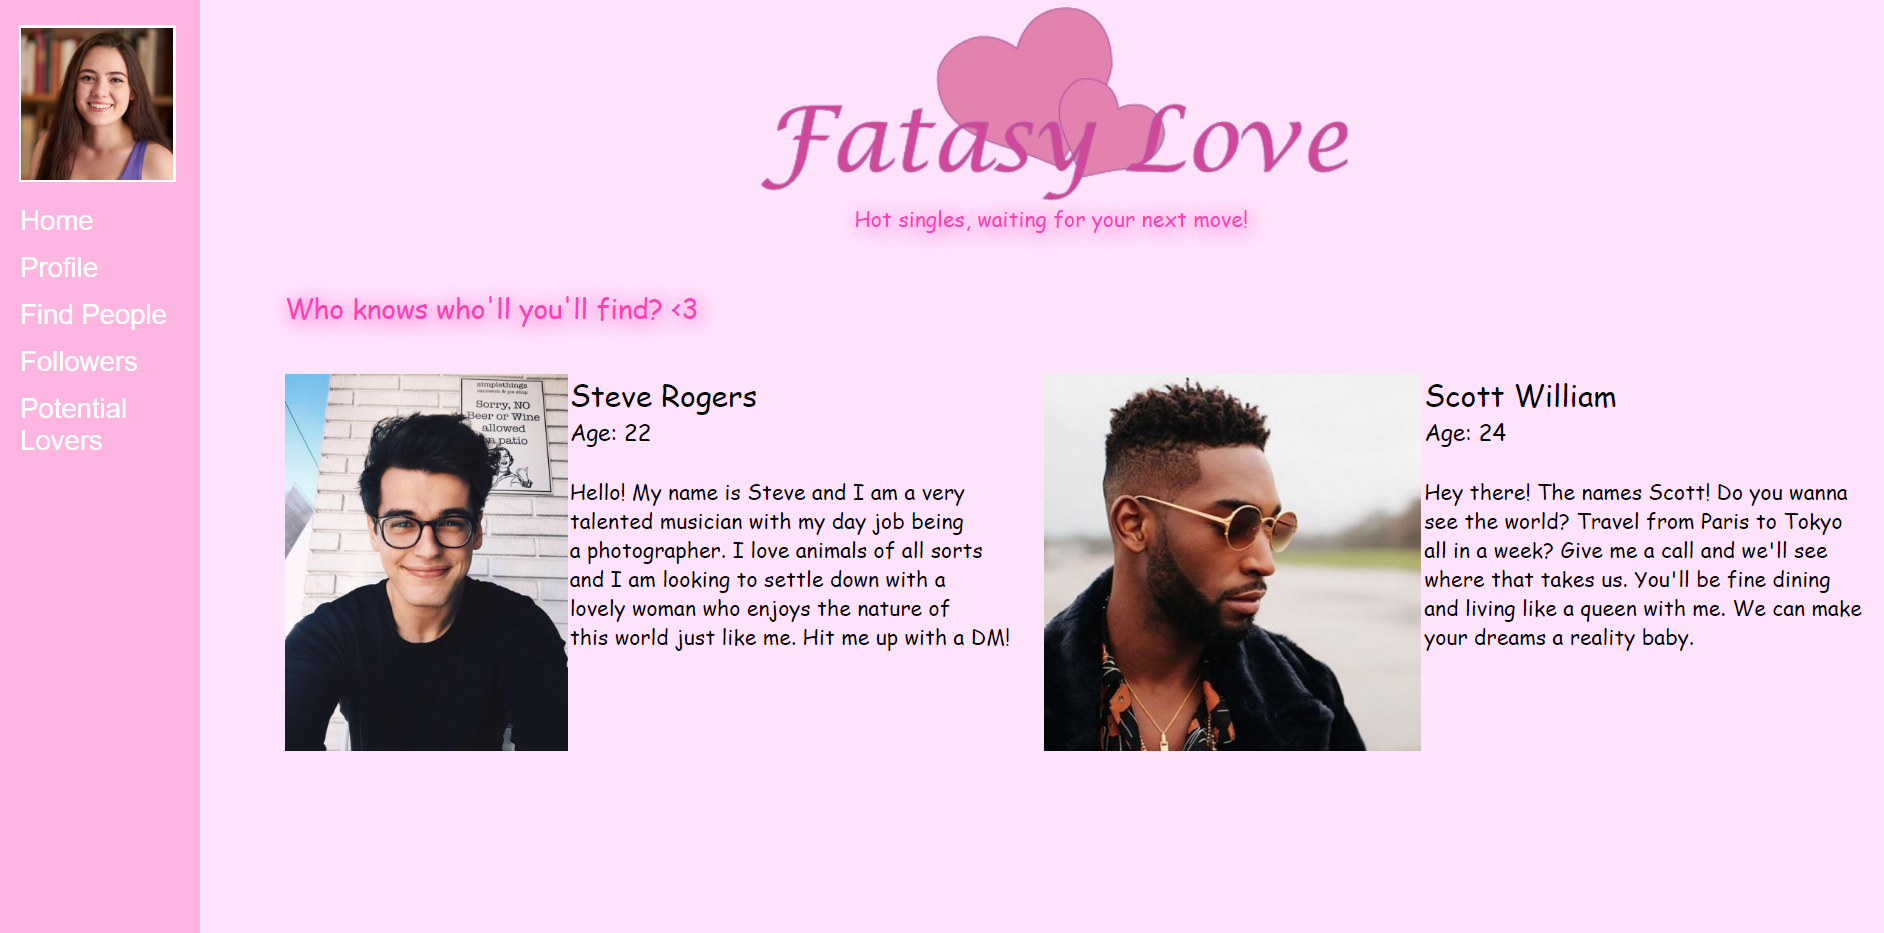 Fatasy Love
Hot singles, waiting for your next move!
Home
Profile
Find People
Followers
Potential
Lovers
Who knows who'll you'll find? <3
simplethings
sandwich & pie shop
Sorry, NO
Beer or Wine
allowed
on patio
Steve Rogers
Age: 22
Hello! My name is Steve and I am a very
talented musician with my day job being
a photographer. I love animals of all sorts
and I am looking to settle down with a
lovely woman who enjoys the nature of
this world just like me. Hit me up with a DM!
Scott William
Age: 24
Hey there! The names Scott! Do you wanna
see the world? Travel from Paris to Tokyo
all in a week? Give me a call and we'll see
where that takes us. You'll be fine dining
and living like a queen with me. We can make
your dreams a reality baby.